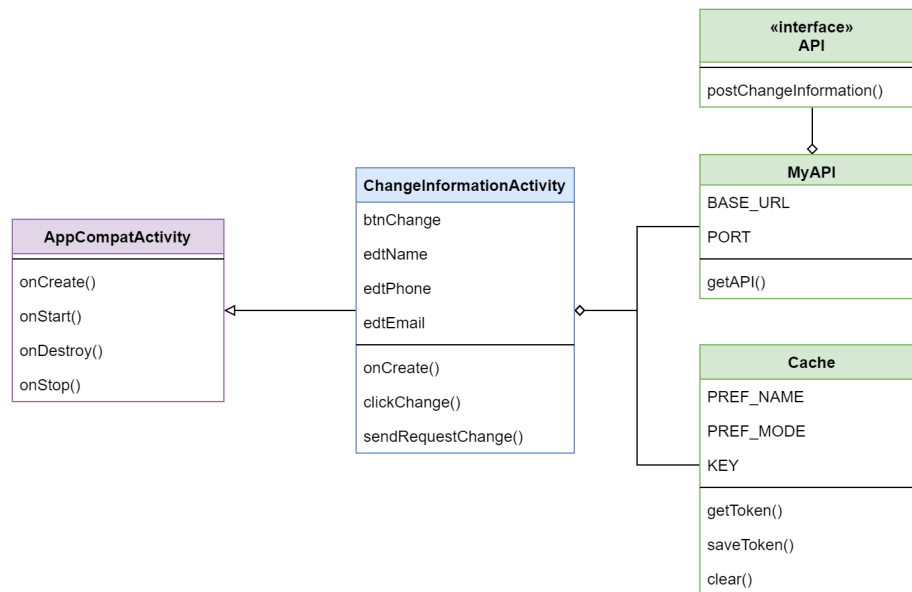 «interface»
API
postChangeInformation()
MyAPI
BASE_URL
PORT
getAPI()
ChangeInformationActivity
btnChange
edtName
edtPhone
edtEmail
onCreate()
clickChange()
sendRequestChange()
AppCompatActivity
onCreate()
onStart()
onDestroy()
onStop()
Cache
PREF_NAME
PREF_MODE
KEY
getToken()
saveToken()
clear()